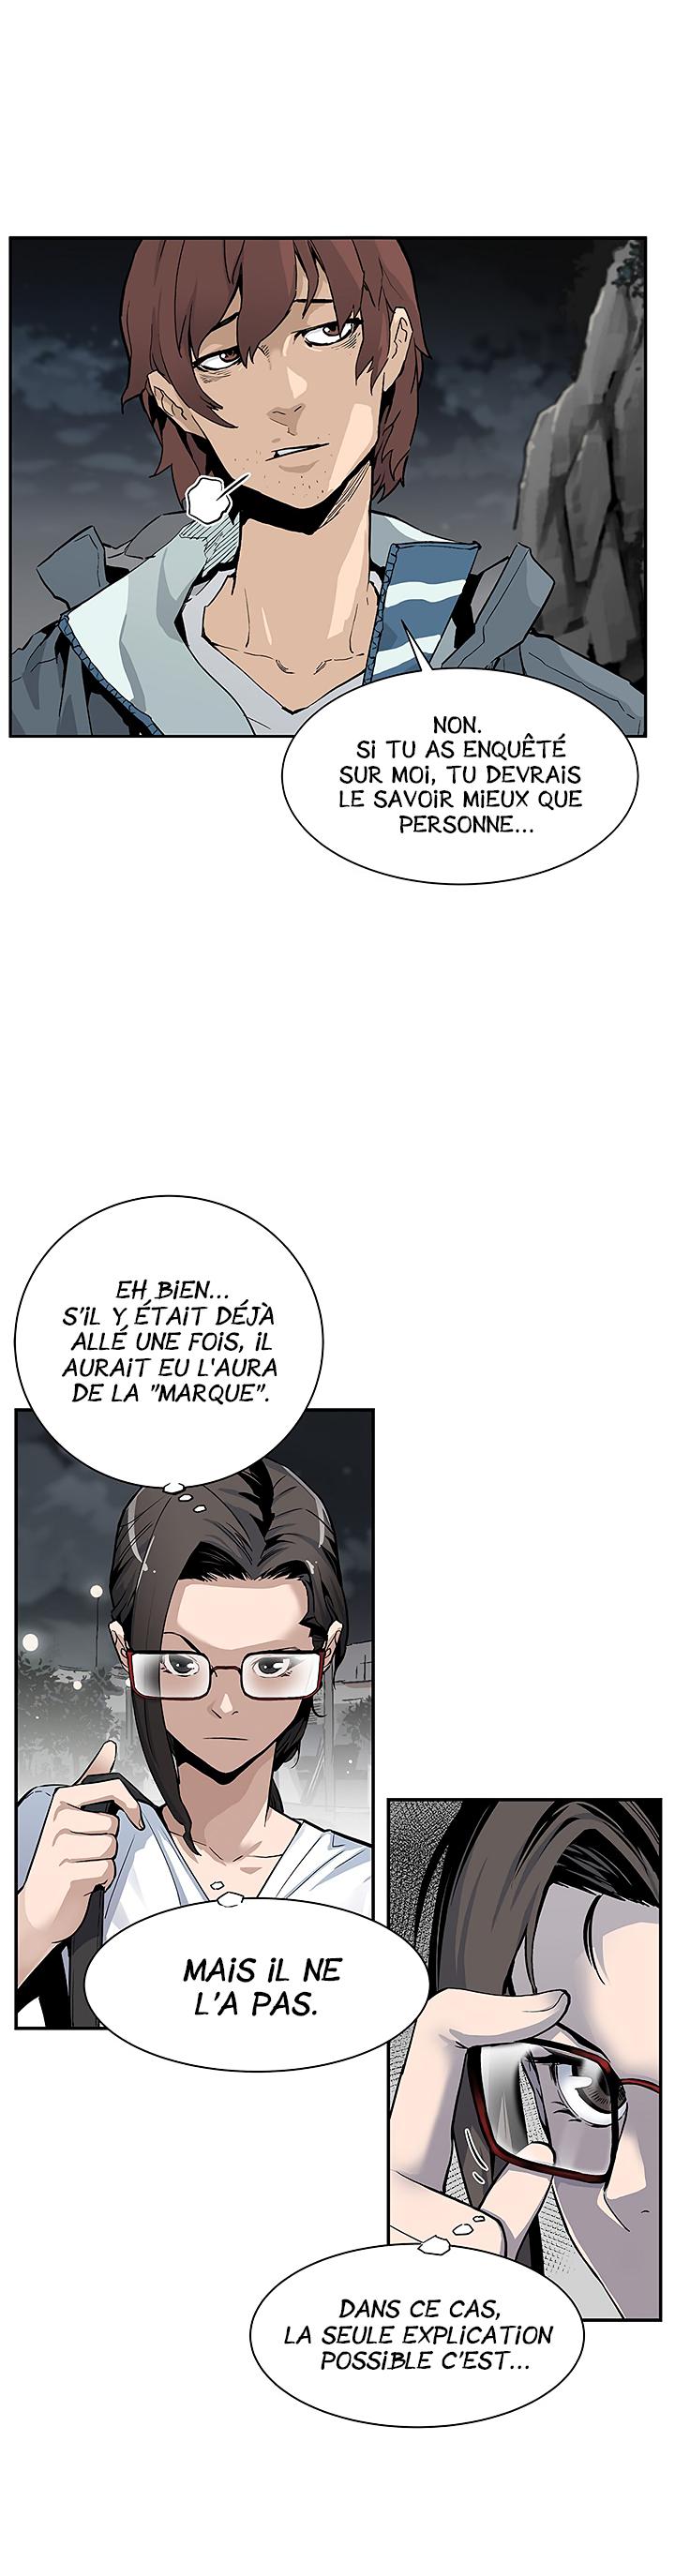 NON.
SI TU AS ENQUÊTÉ
SUR MOI, TU DEVRAIS
LE SAVOIR MIEUX QUE
PERSONNE...
EH BIEN...
S'IL Y ÉTAIT DÉJÀ
ALLÉ UNE FOIS, IL
AURAIT EU L'AURA
DE LA "MARQUE".
MAIS IL NE
L'A PAS.
DANS CE CAS,
LA SEULE EXPLICATION
POSSIBLE C'EST...